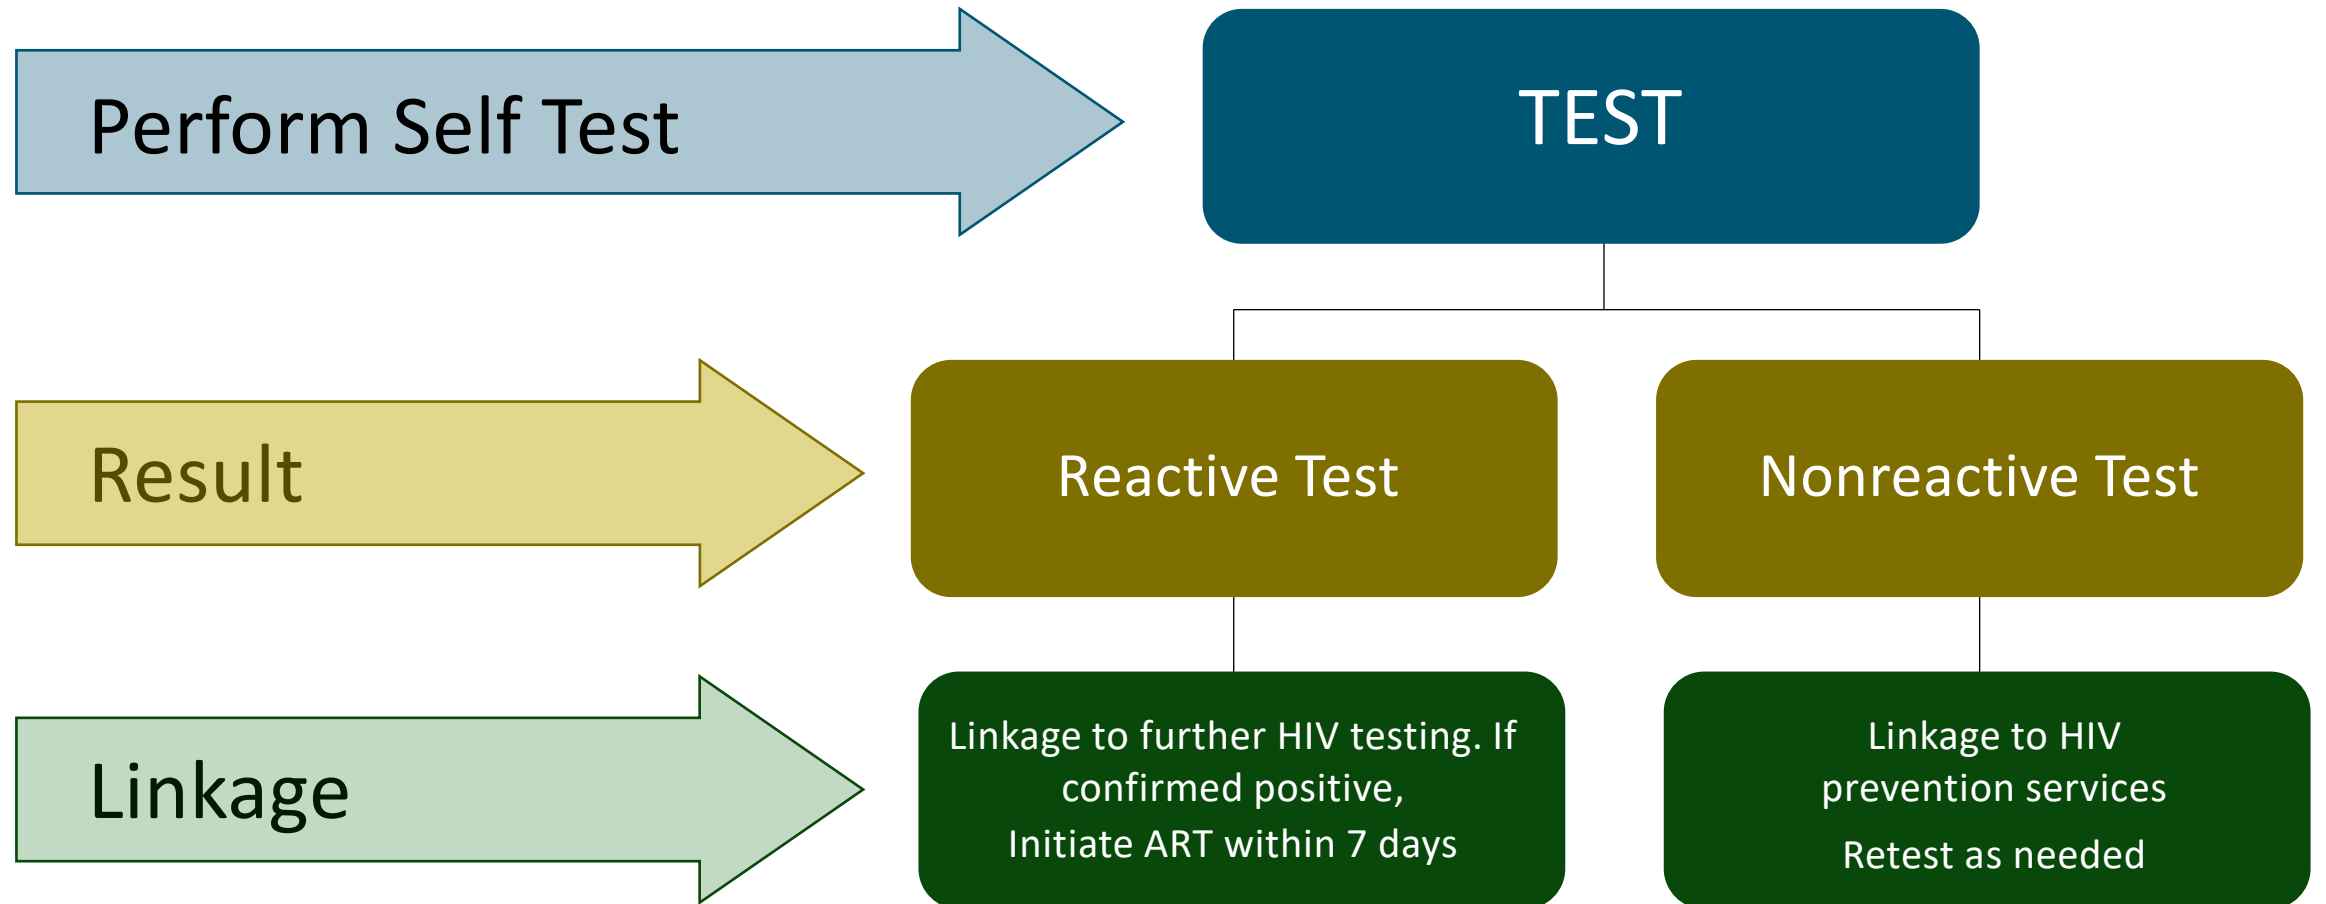 Perform Self Test
TEST
Result
Reactive Test
Nonreactive Test
Linkage
Linkage to further HIV testing. If
confirmed positive,
Initiate ART within 7 days
Linkage to HIV
prevention services
Retest as needed